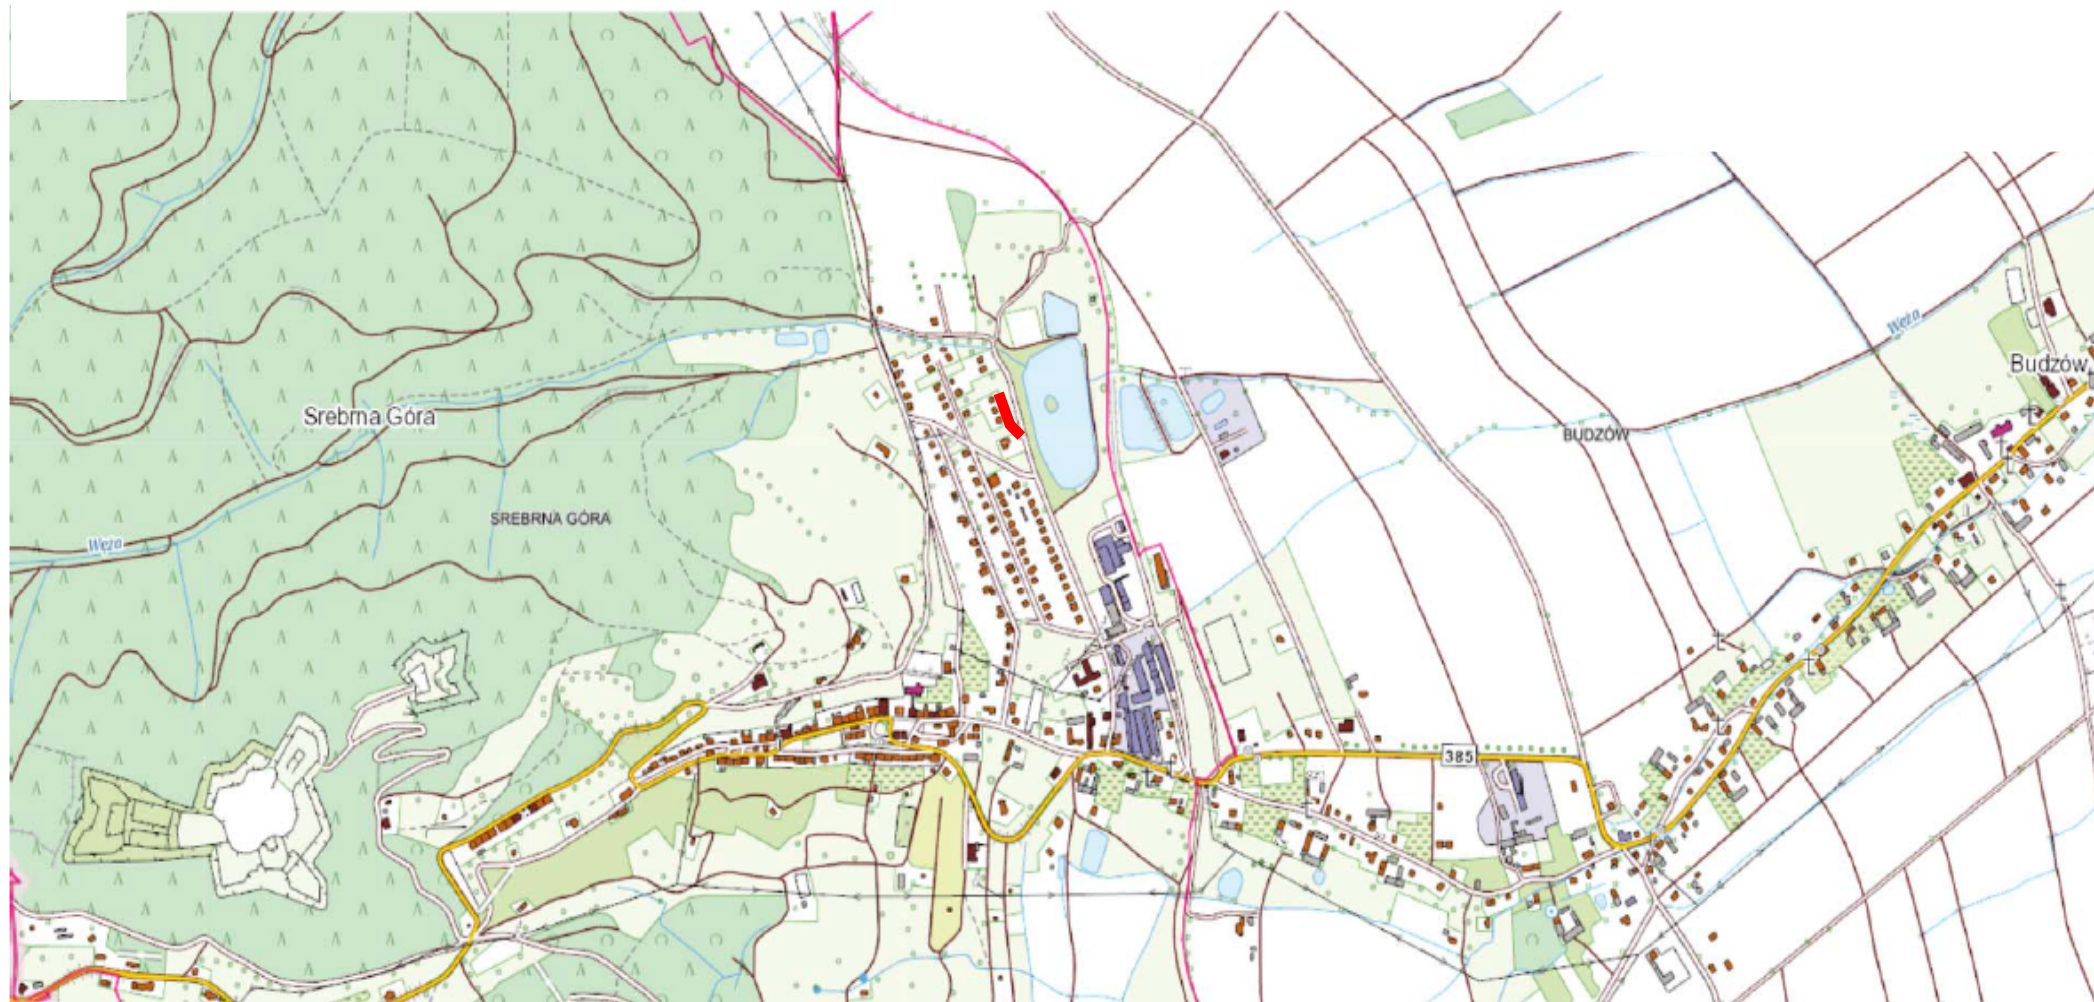 Węża
Budzów
Srebrna Góra
BUDZÓW
SREBRNA GÓRA
Węża
385